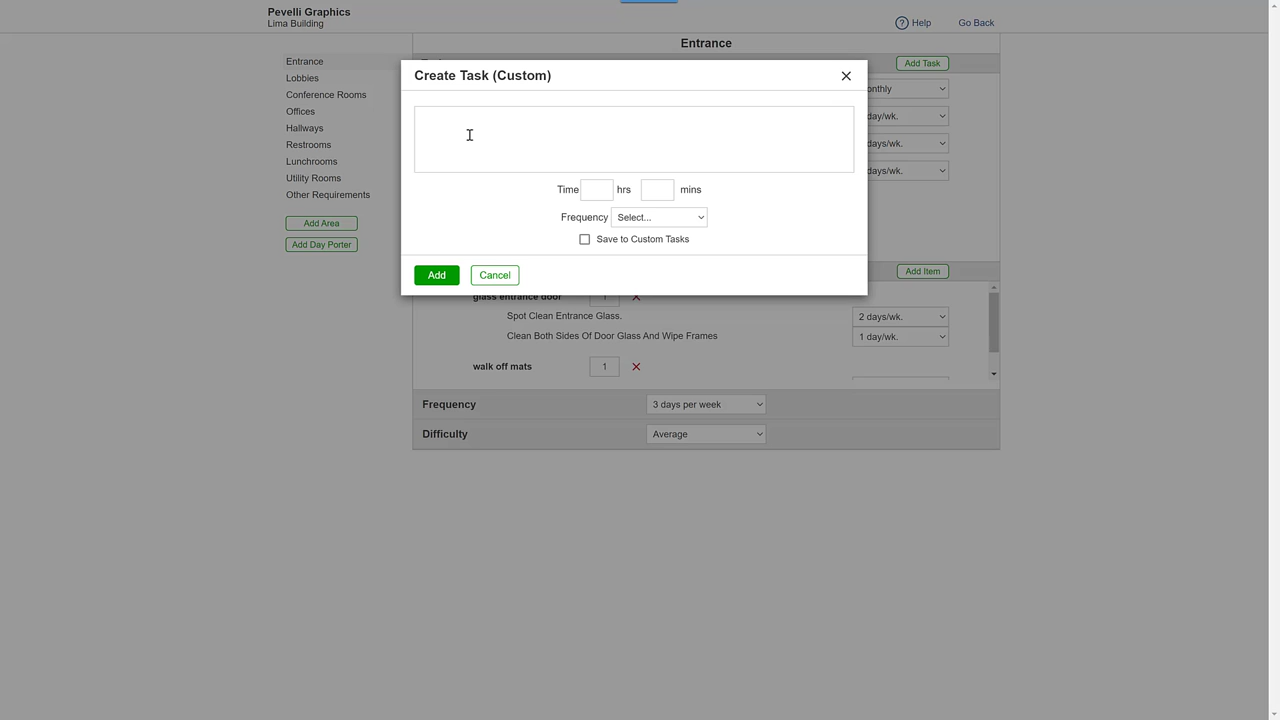 Pevelli Graphics
Lima Building
Help
Go Back
Entrance
Lobbies
Conference Rooms
Offices
Hallways
Restrooms
Lunchrooms
Utility Rooms
Other Requirements
Add Area
Add Day Porter
Entrance
Add Task
onthly
day/wk.
days/wk.
days/wk.
Create Task (Custom)
Time hrs mins
Frequency Select...
Save to Custom Tasks
Add Cancel
Add Item
glass entrance door 1
Spot Clean Entrance Glass. 2 days/wk.
Clean Both Sides Of Door Glass And Wipe Frames 1 day/wk.
walk off mats 1
Frequency 3 days per week
Difficulty Average